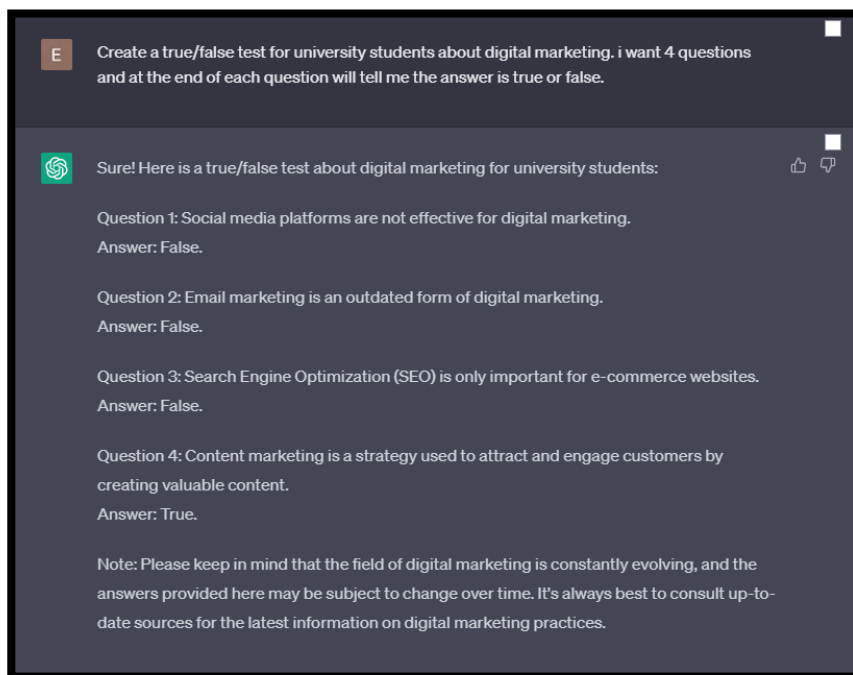 E
Create a true/false test for university students about digital marketing. i want 4 questions
and at the end of each question will tell me the answer is true or false.
Sure! Here is a true/false test about digital marketing for university students:
Question 1: Social media platforms are not effective for digital marketing.
Answer: False.
Question 2: Email marketing is an outdated form of digital marketing.
Answer: False.
Question 3: Search Engine Optimization (SEO) is only important for e-commerce websites.
Answer: False.
Question 4: Content marketing is a strategy used to attract and engage customers by
creating valuable content.
Answer: True.
Note: Please keep in mind that the field of digital marketing is constantly evolving, and the
answers provided here may be subject to change over time. It's always best to consult up-to-
date sources for the latest information on digital marketing practices.